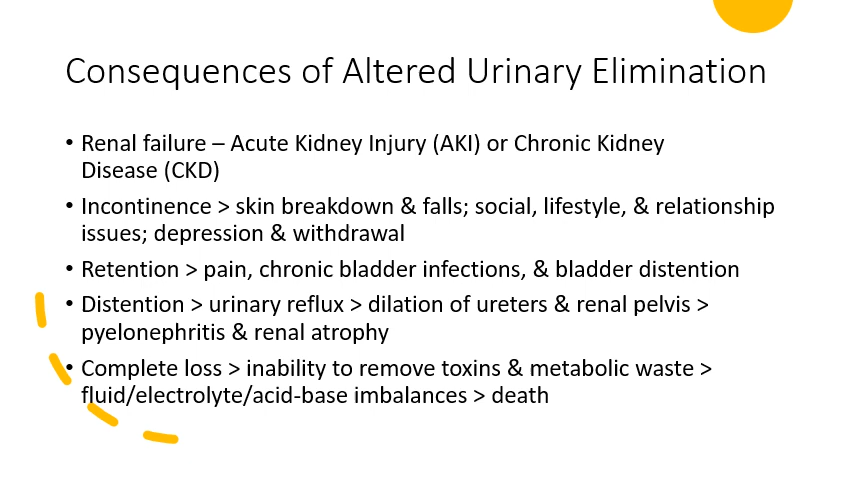 Consequences of Altered Urinary Elimination
• Renal failure – Acute Kidney Injury (AKI) or Chronic Kidney
Disease (CKD)
• Incontinence > skin breakdown & falls; social, lifestyle, & relationship
issues; depression & withdrawal
• Retention > pain, chronic bladder infections, & bladder distention
• Distention > urinary reflux > dilation of ureters & renal pelvis >
pyelonephritis & renal atrophy
• Complete loss > inability to remove toxins & metabolic waste >
fluid/electrolyte/acid-base imbalances > death